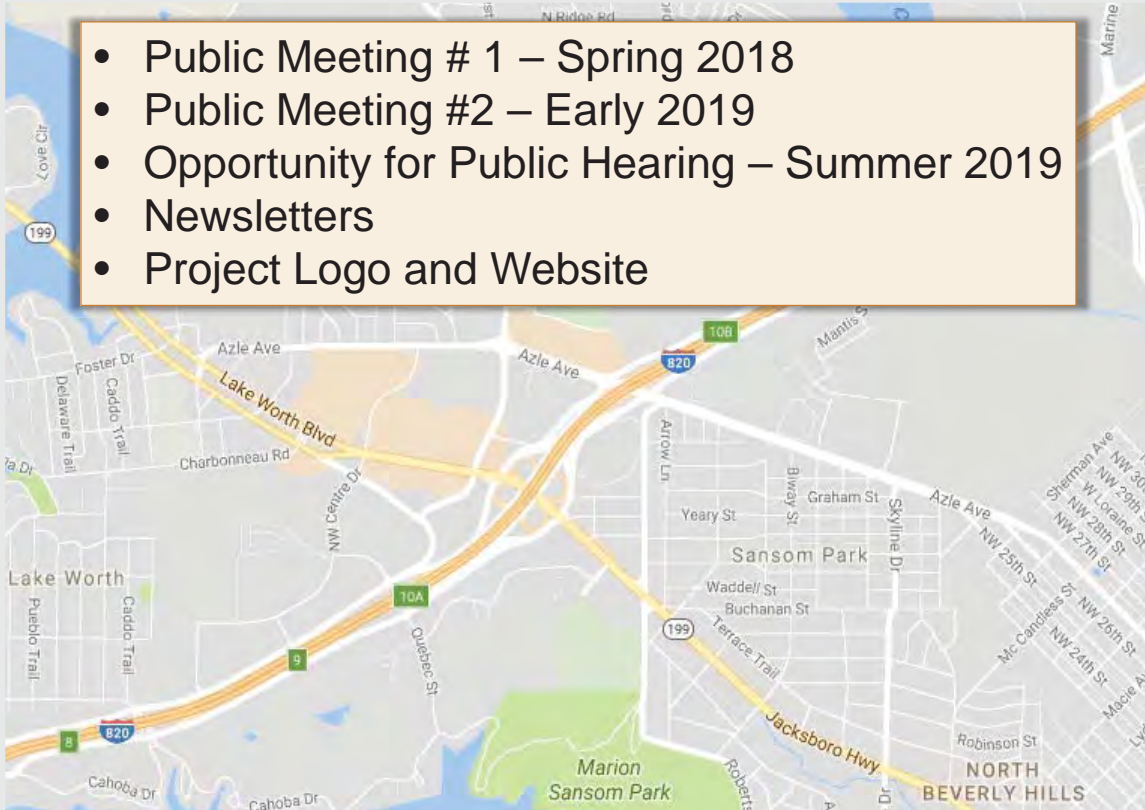 N Ridge Rd
Marine
• Public Meeting # 1 – Spring 2018
• Public Meeting #2 – Early 2019
• Opportunity for Public Hearing – Summer 2019
• Newsletters
• Project Logo and Website
Love Cir
199
10B
820
Mantis
Foster Dr
Azle Ave
Azle Ave
Delaware Trail
Caddo Trail
Lake Worth Blvd
Charbonneau Rd
NW Centre Dr
Arrow Ln
Biway St
Graham St
Skyline Dr
Azle Ave
Sherman Ave
NW 30
NW 29th S
W Loraine St
NW 28th St
NW 27th St
Yeary St
Sansom Park
NW 25th St
Lake Worth
Waddell St
10A
Buchanan St
Pueblo Trail
Caddo Trail
Quebec St
199
Terrace Trail
Mc Candless St
NW 26th St
NW 24th St
Macie A
9
8
820
Jacksboro Hwy
Robinson St
Cahoba Dr
Cahoba Dr
Marion
Sansom Park
Roberts
Dr
NORTH
BEVERLY HILLS